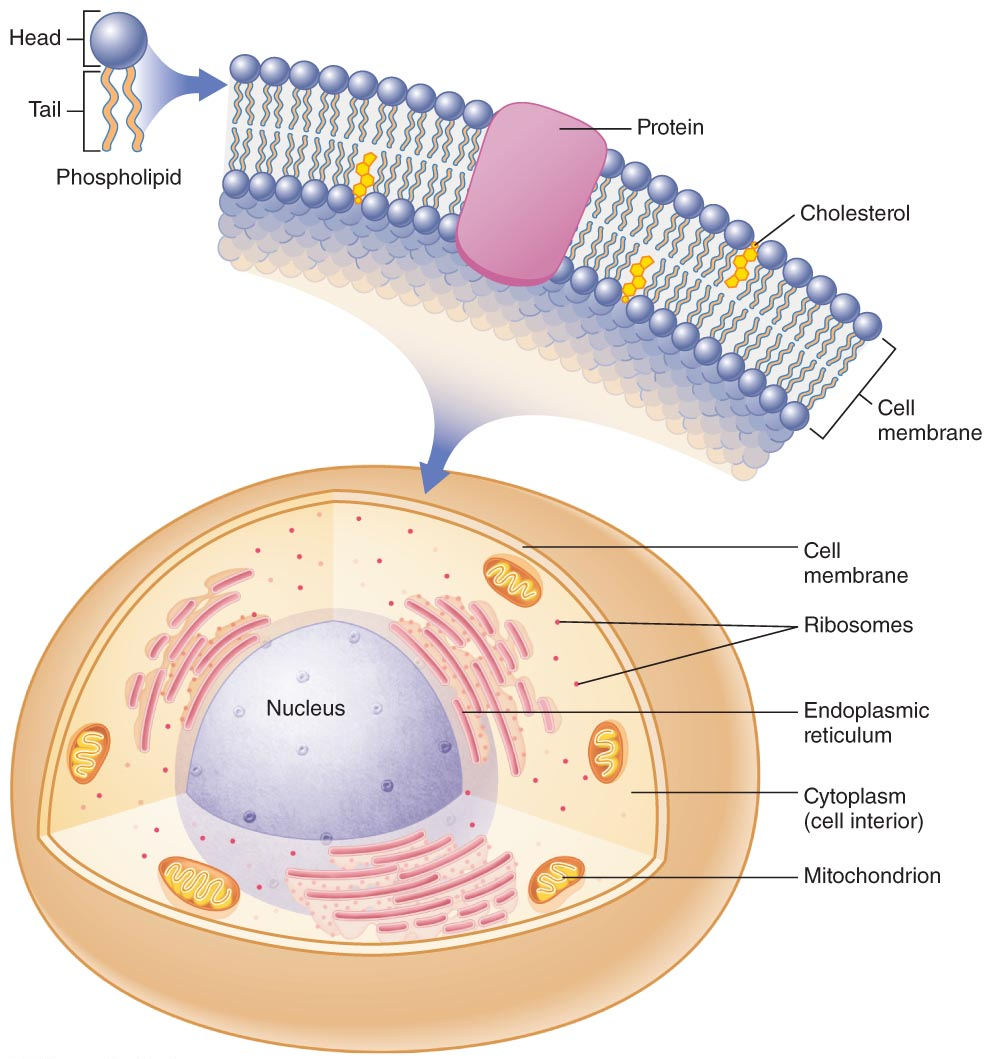 Head
Tail
Phospholipid
Protein
Cholesterol
Cell
membrane
Cell
membrane
Ribosomes
Nucleus
Endoplasmic
reticulum
Cytoplasm
(cell interior)
Mitochondrion